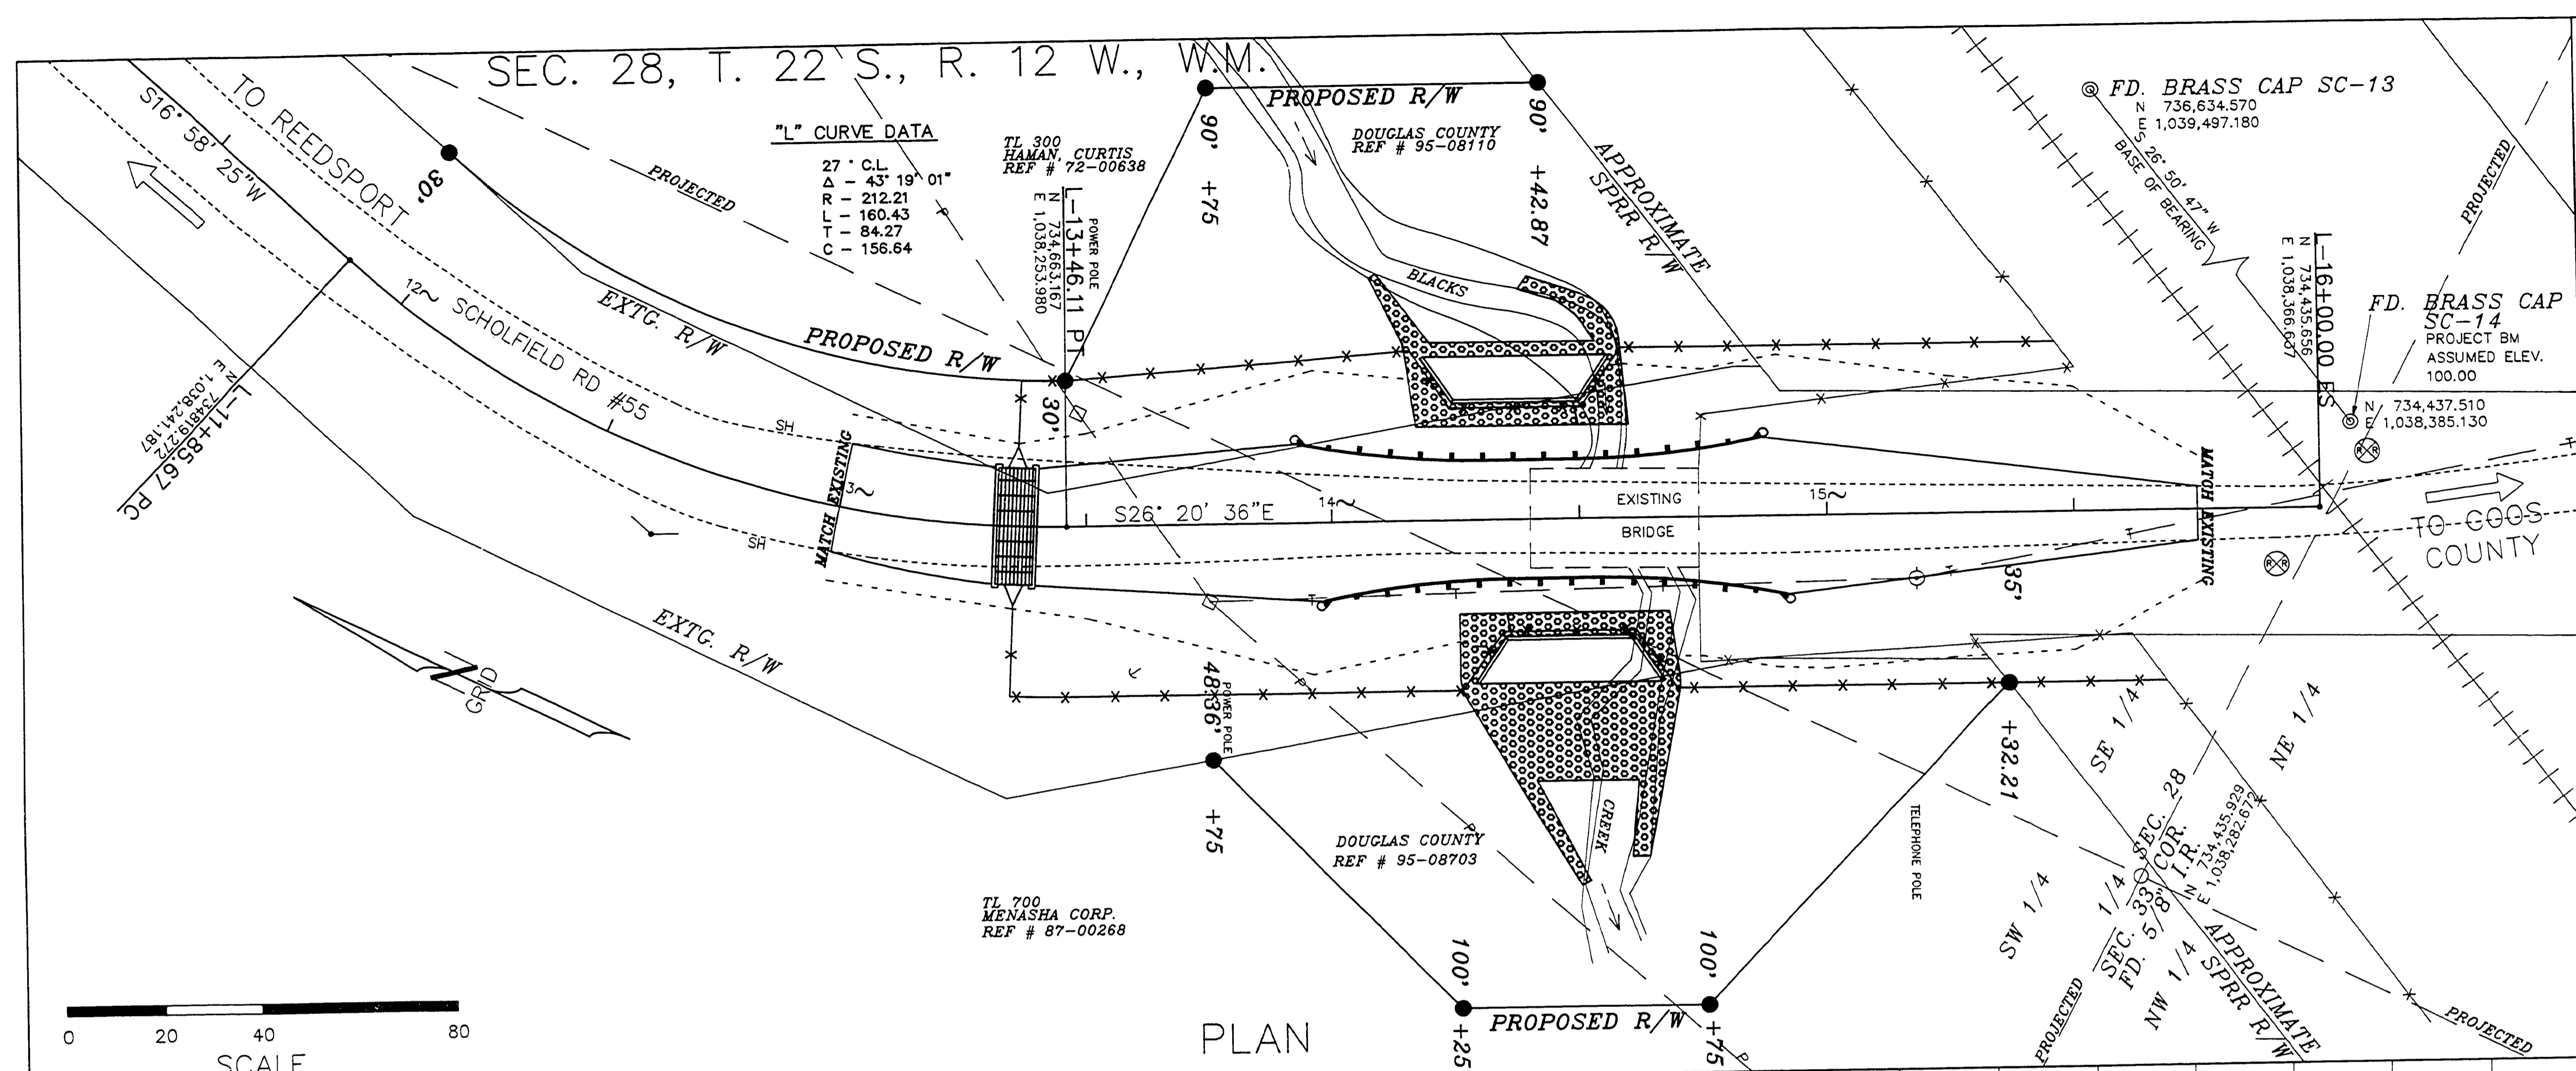 SEC. 28, T. 22 S., R. 12 W., W.M.
S16° 58' 25"W
TO REEDSPORT
30'
PROJECTED
"L" CURVE DATA
27° C.L.
Δ – 43° 19' 01"
R – 212.21
L – 160.43
T – 84.27
C – 156.64
P
TL 300
HAMAN, CURTIS
REF # 72-00638
POWER POLE
L-13+46.11 PT
N 734,663.167
E 1,038,253.980
90'
+75
PROPOSED R/W
90'
+42.87
DOUGLAS COUNTY
REF # 95-08110
APPROXIMATE
SPRR R/W
FD. BRASS CAP SC-13
N 736,634.570
E 1,039,497.180
S 26° 50' 47" W
BASE OF BEARING
PROJECTED
L-16+00.00 ES
N 734,435.656
E 1,038,366.637
FD. BRASS CAP
SC-14
PROJECT BM
ASSUMED ELEV.
100.00
N 734,437.510
E 1,038,385.130
BLACKS
12
SCHOLFIELD RD #55
EXTG. R/W
PROPOSED R/W
30'
L-11+85.67 PC
N 734819.272
E 1,038,241.187
SH
SH
MATCH EXISTING
3
S26° 20' 36"E
14
EXISTING
BRIDGE
15
T
MATCH EXISTING
R R
R R
TO COOS
COUNTY
35'
EXTG. R/W
GRID
48.36'
POWER POLE
+75
P
+32.21
TELEPHONE POLE
CREEK
DOUGLAS COUNTY
REF # 95-08703
TL 700
MENASHA CORP.
REF # 87-00268
100'
+25
PROPOSED R/W
100'
+75
P
SE 1/4
NE 1/4
SW 1/4
NW 1/4
SEC. 28
1/4 COR.
SEC. 33
FD. 5/8" I.R.
N 734,435.929
E 1,038,282.672
APPROXIMATE
SPRR R/W
PROJECTED
PROJECTED
0 20 40 80
SCALE
PLAN